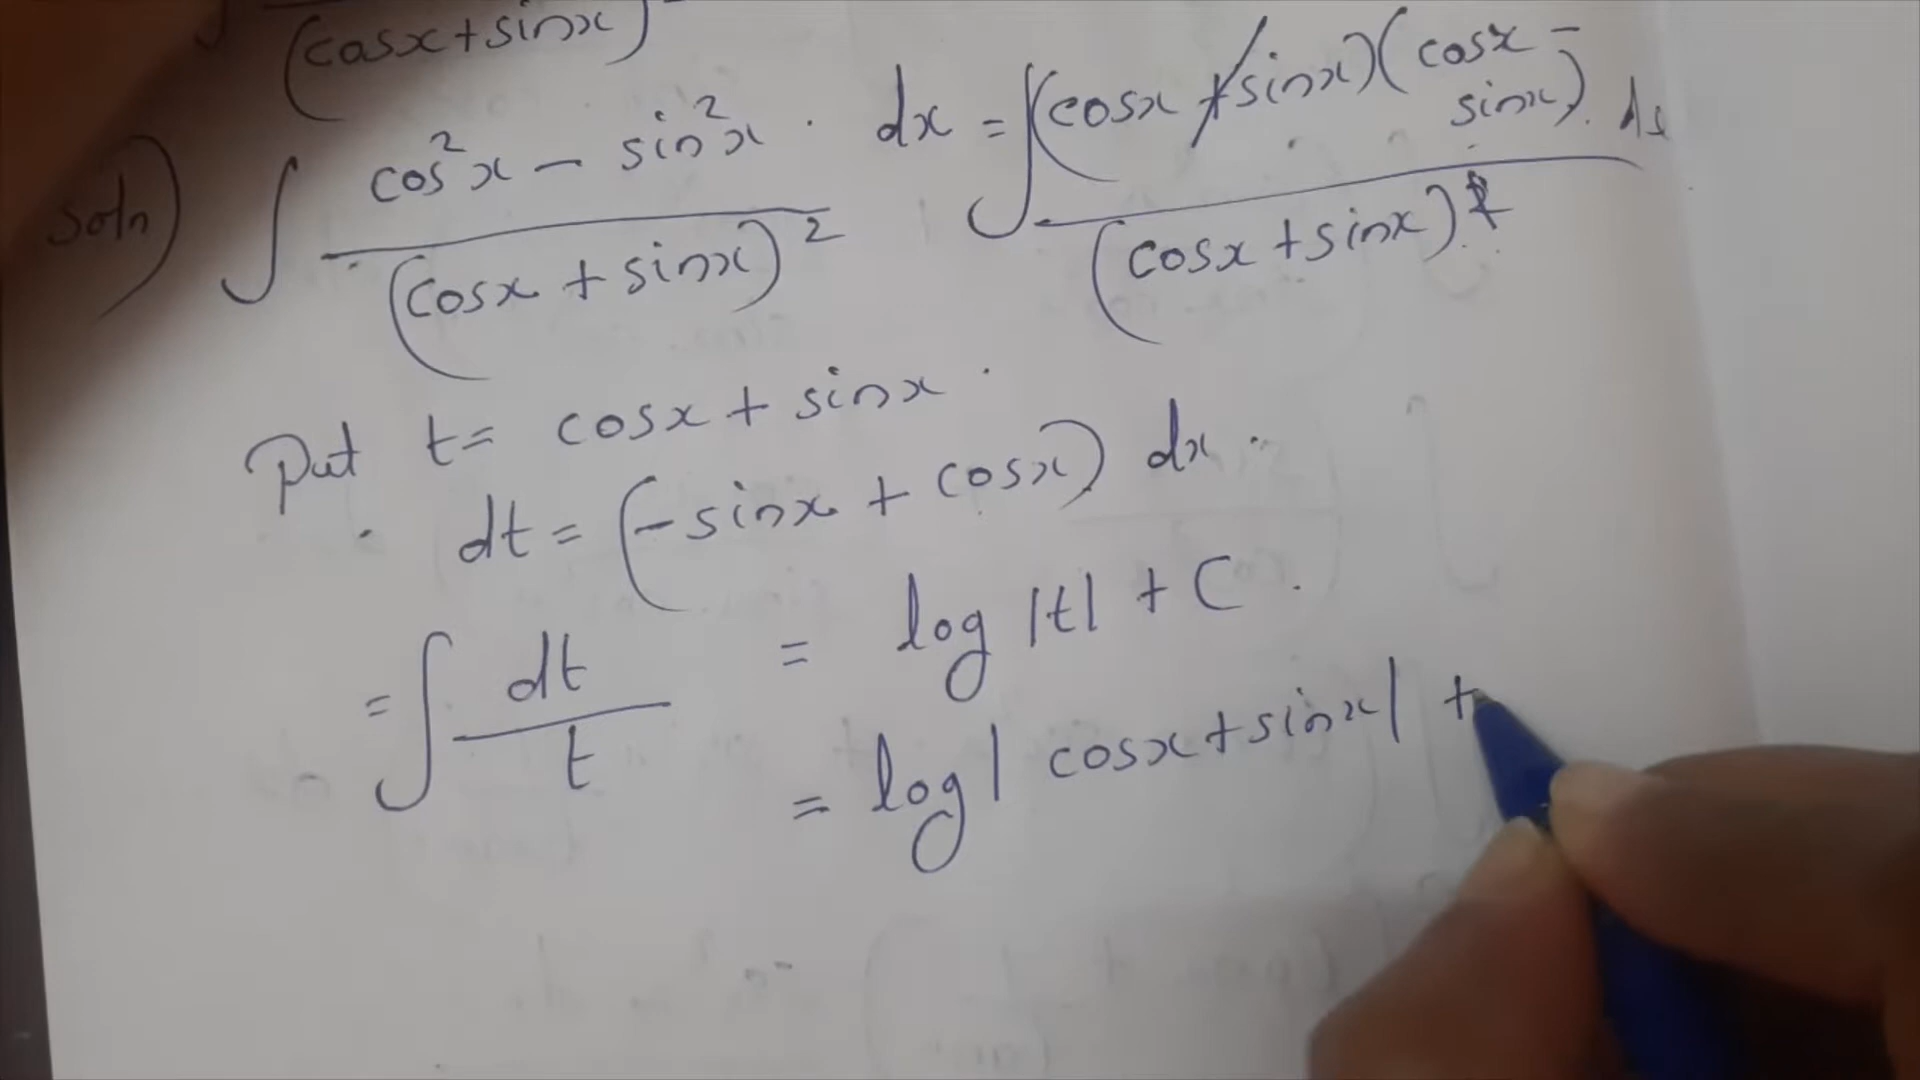 (cosx+sinx)
soln) ∫ cos²x − sin²x . dx = ∫ (cosx + sinx)(cosx − sinx) . dx
(cosx + sinx)² (cosx + sinx)²
Put t = cosx + sinx .
dt = (−sinx + cosx) dx .
= ∫ dt/t = log |t| + C .
= log | cosx + sinx | +